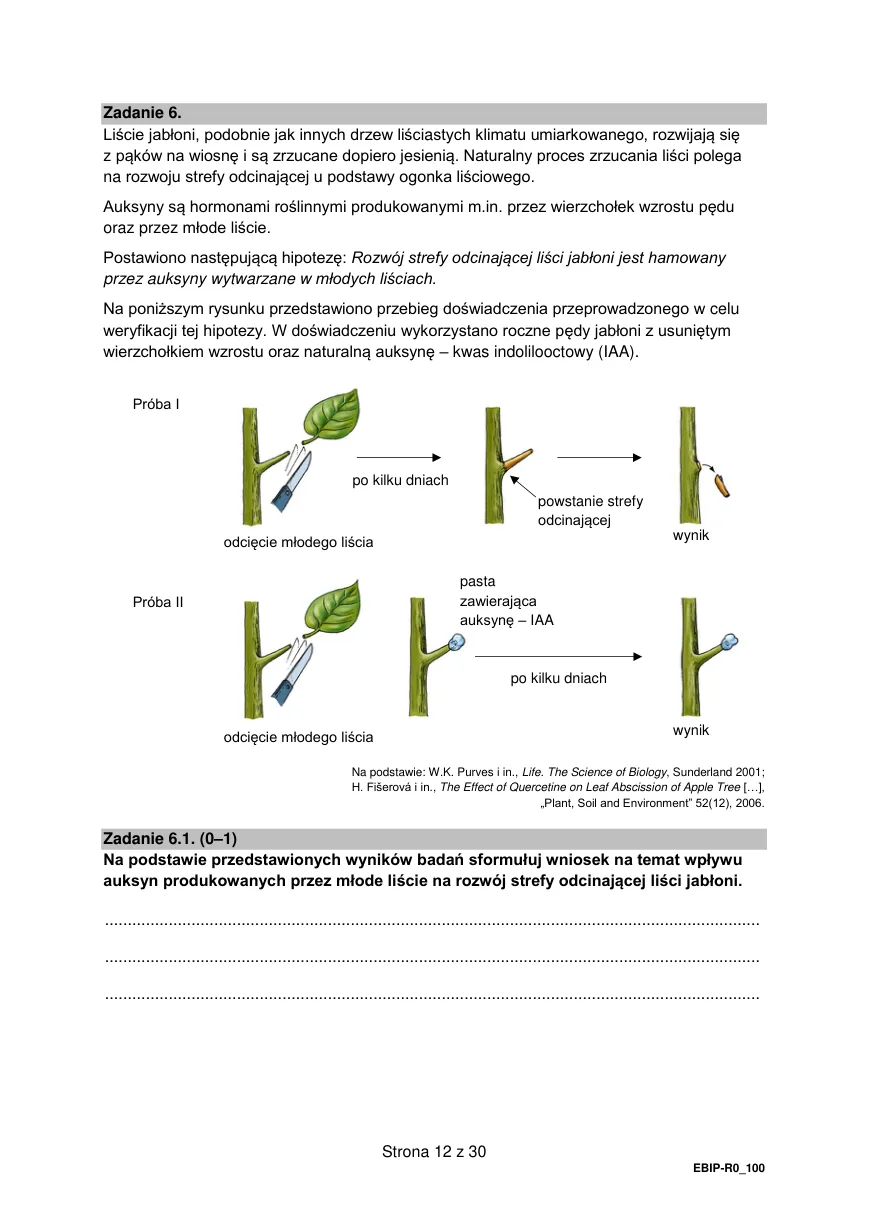 Zadanie 6.
Liście jabłoni, podobnie jak innych drzew liściastych klimatu umiarkowanego, rozwijają się
z pąków na wiosnę i są zrzucane dopiero jesienią. Naturalny proces zrzucania liści polega
na rozwoju strefy odcinającej u podstawy ogonka liściowego.
Auksyny są hormonami roślinnymi produkowanymi m.in. przez wierzchołek wzrostu pędu
oraz przez młode liście.
Postawiono następującą hipotezę: Rozwój strefy odcinającej liści jabłoni jest hamowany
przez auksyny wytwarzane w młodych liściach.
Na poniższym rysunku przedstawiono przebieg doświadczenia przeprowadzonego w celu
weryfikacji tej hipotezy. W doświadczeniu wykorzystano roczne pędy jabłoni z usuniętym
wierzchołkiem wzrostu oraz naturalną auksynę – kwas indolilooctowy (IAA).
Próba I
po kilku dniach
powstanie strefy
odcinającej
odcięcie młodego liścia
wynik
Próba II
pasta
zawierająca
auksynę – IAA
po kilku dniach
odcięcie młodego liścia
wynik
Na podstawie: W.K. Purves i in., Life. The Science of Biology, Sunderland 2001;
H. Fišerová i in., The Effect of Quercetine on Leaf Abscission of Apple Tree […],
„Plant, Soil and Environment” 52(12), 2006.
Zadanie 6.1. (0–1)
Na podstawie przedstawionych wyników badań sformułuj wniosek na temat wpływu
auksyn produkowanych przez młode liście na rozwój strefy odcinającej liści jabłoni.
Strona 12 z 30
EBIP-R0_100